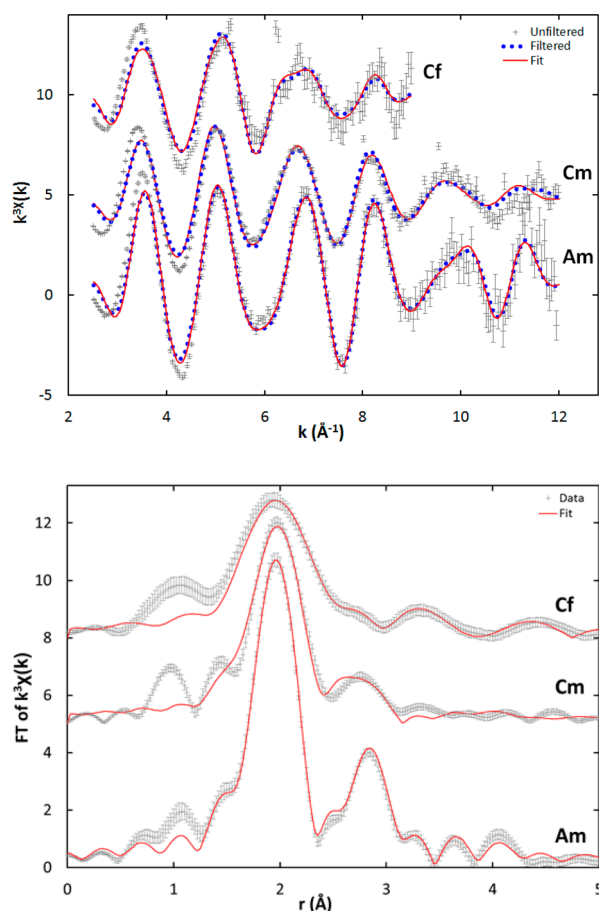 Unfiltered
Filtered
Fit
Cf
Cm
Am
k³χ(k)
10
5
0
-5
2 4 6 8 10 12
k (Å⁻¹)
Data
Fit
Cf
Cm
Am
FT of k³χ(k)
12
10
8
6
4
2
0
0 1 2 3 4 5
r (Å)